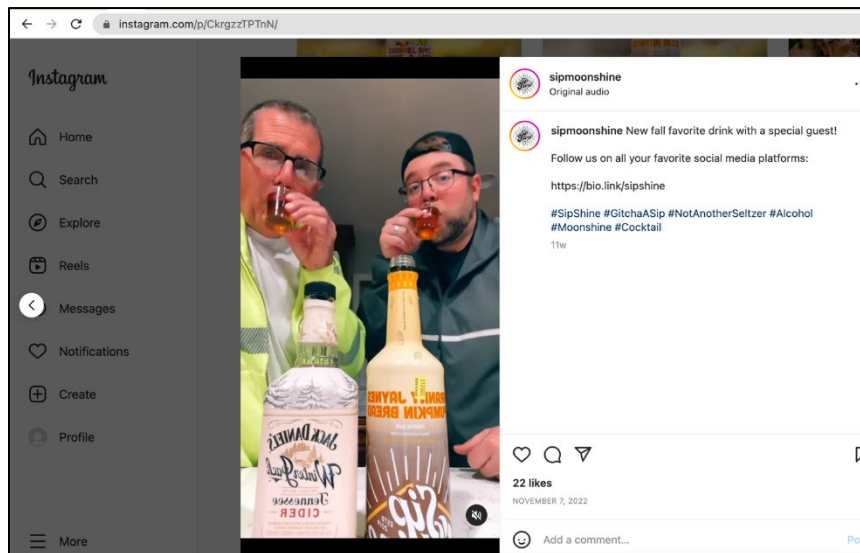 instagram.com/p/CkrgzzTPTnN/
Instagram
Home
Search
Explore
Reels
Messages
Notifications
Create
Profile
More
JACK DANIEL'S
Winter Jack
Tennessee
CIDER
JAYNES
PUMPKIN BREAD
Sip
sipmoonshine
Original audio
sipmoonshine New fall favorite drink with a special guest!
Follow us on all your favorite social media platforms:
https://bio.link/sipshine
#SipShine #GitchaASip #NotAnotherSeltzer #Alcohol
#Moonshine #Cocktail
11w
22 likes
NOVEMBER 7, 2022
Add a comment...